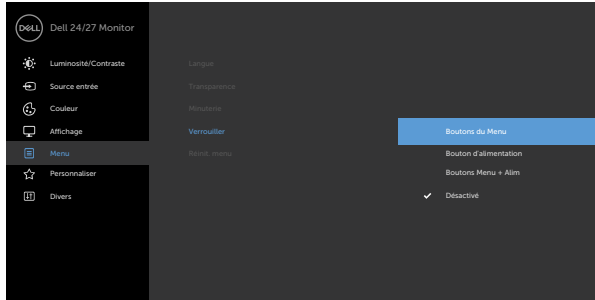 DELL
Dell 24/27 Monitor
Luminosité/Contraste
Source entrée
Couleur
Affichage
Menu
Personnaliser
Divers
Langue
Transparence
Minuterie
Verrouiller
Réinit. menu
Boutons du Menu
Bouton d'alimentation
Boutons Menu + Alim
Désactivé